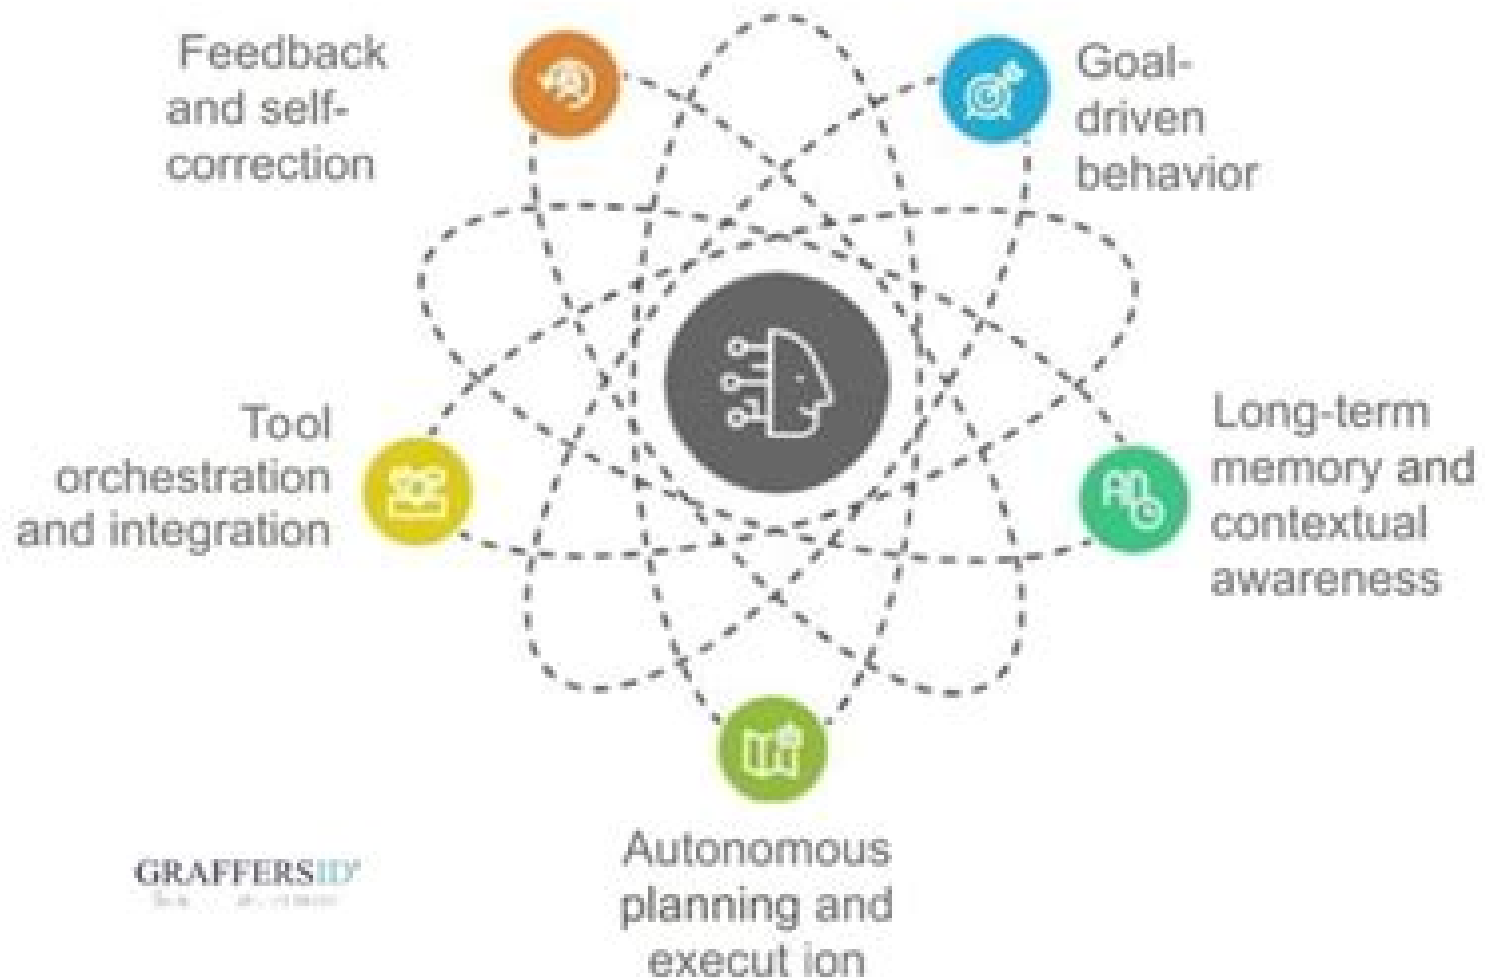 Feedback
and self-
correction
Goal-
driven
behavior
Tool
orchestration
and integration
Long-term
memory and
contextual
awareness
Autonomous
planning and
execut ion
GRAFFERSID